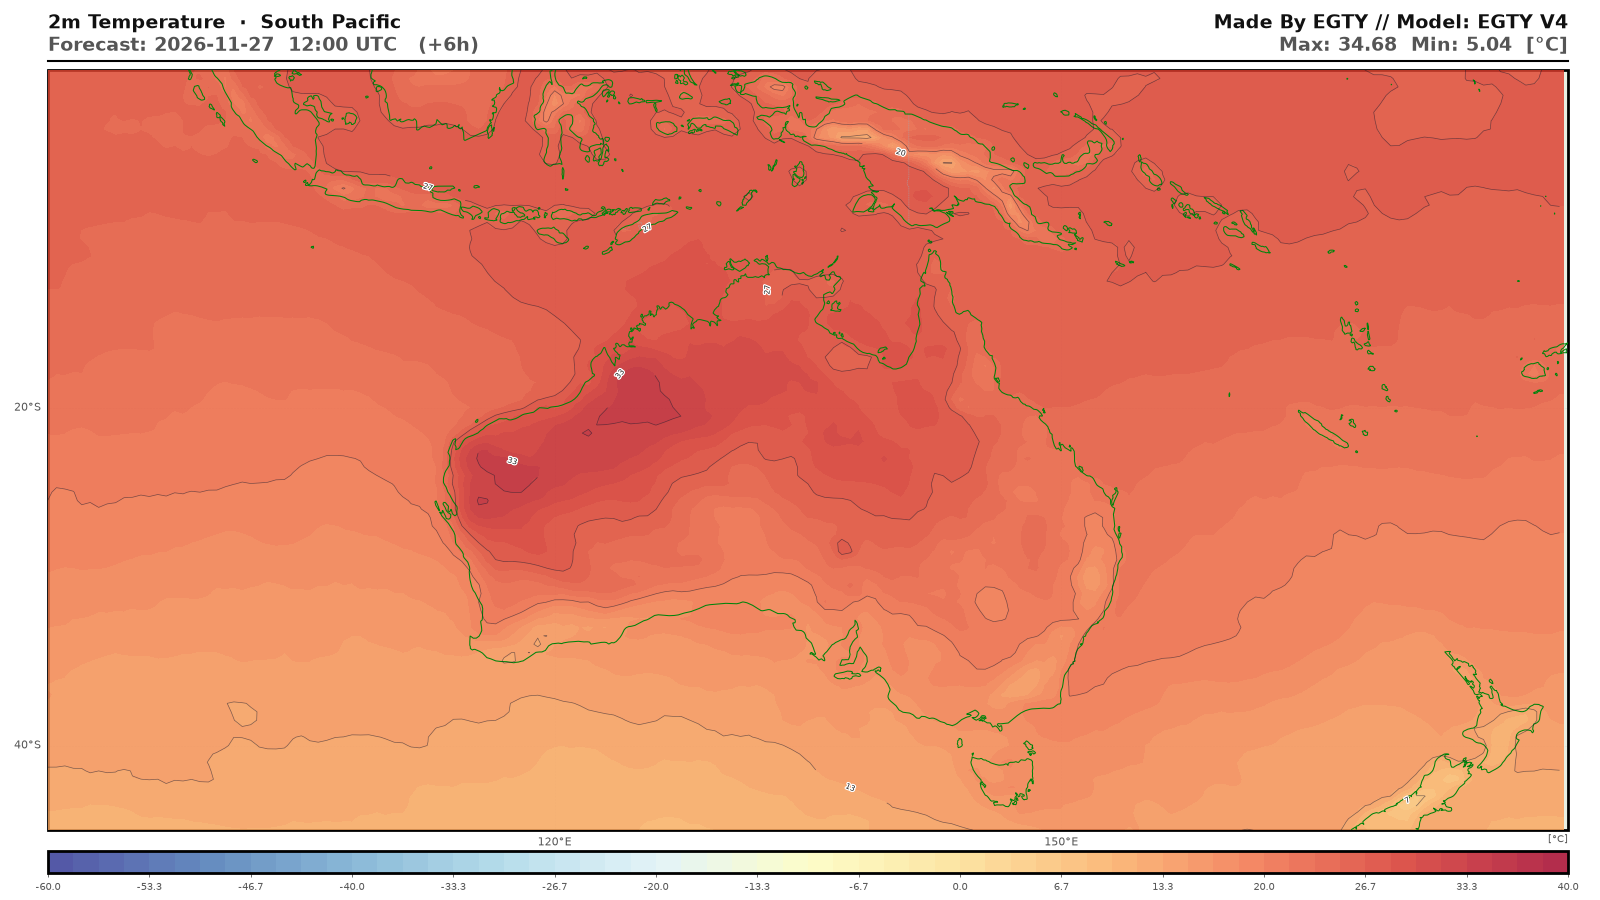 2m Temperature · South Pacific
Made By EGTY // Model: EGTY V4
Forecast: 2026-11-27 12:00 UTC (+6h)
Max: 34.68 Min: 5.04 [°C]
20
27
27
27
33
20°S
33
40°S
13
7
120°E
150°E
[°C]
-60.0 -53.3 -46.7 -40.0 -33.3 -26.7 -20.0 -13.3 -6.7 0.0 6.7 13.3 20.0 26.7 33.3 40.0